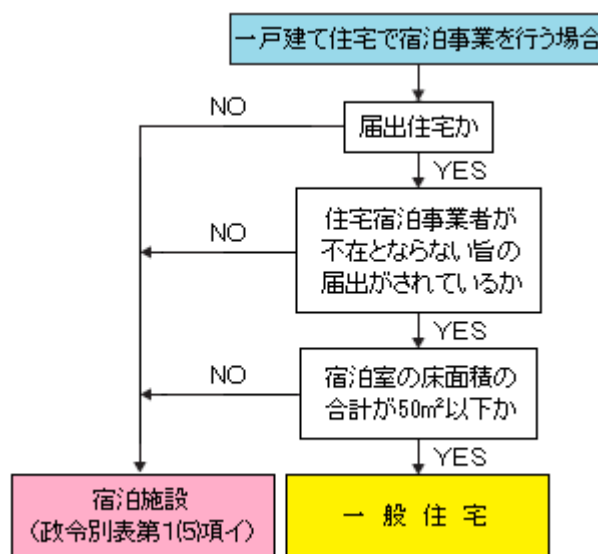 一戸建て住宅で宿泊事業を行う場合
NO
届出住宅か
YES
NO
住宅宿泊事業者が
不在とならない旨の
届出がされているか
YES
NO
宿泊室の床面積の
合計が50m²以下か
YES
宿泊施設
（政令別表第1(5)項イ）
一般住宅